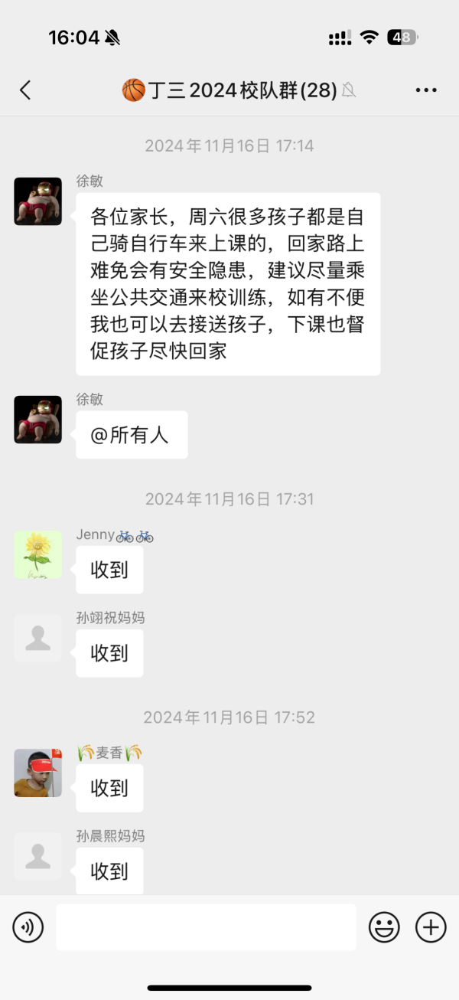 16:04
48
🏀丁三2024校队群(28)
2024年11月16日 17:14
徐敏
各位家长，周六很多孩子都是自
己骑自行车来上课的，回家路上
难免会有安全隐患，建议尽量乘
坐公共交通来校训练，如有不便
我也可以去接送孩子，下课也督
促孩子尽快回家
徐敏
@所有人
2024年11月16日 17:31
Jenny🚲🚲
收到
孙翊祝妈妈
收到
2024年11月16日 17:52
🌾麦香🌾
收到
孙晨熙妈妈
收到